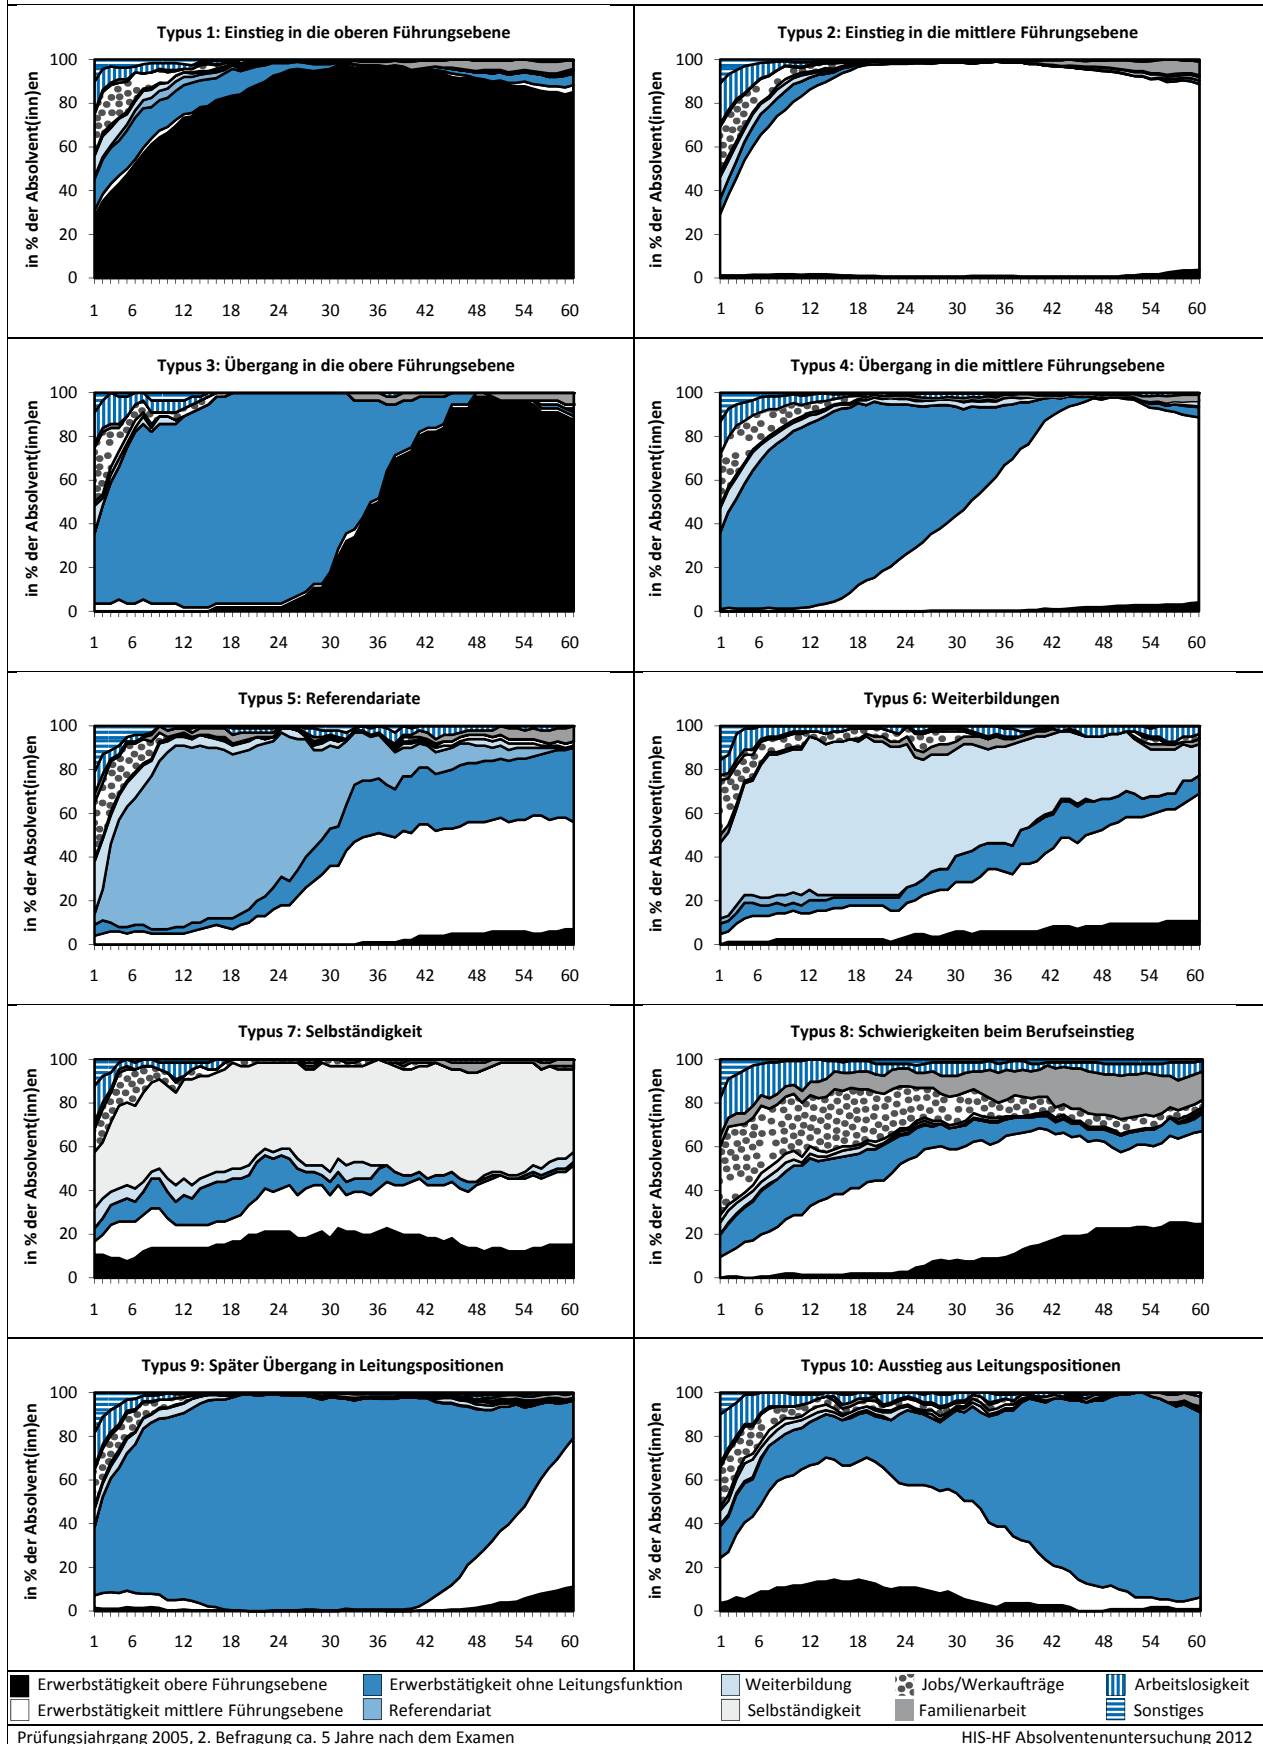 Typus 1: Einstieg in die oberen Führungsebene
in % der Absolvent(inn)en
100
80
60
40
20
0
1 6 12 18 24 30 36 42 48 54 60
Typus 2: Einstieg in die mittlere Führungsebene
in % der Absolvent(inn)en
100
80
60
40
20
0
1 6 12 18 24 30 36 42 48 54 60
Typus 3: Übergang in die obere Führungsebene
in % der Absolvent(inn)en
100
80
60
40
20
0
1 6 12 18 24 30 36 42 48 54 60
Typus 4: Übergang in die mittlere Führungsebene
in % der Absolvent(inn)en
100
80
60
40
20
0
1 6 12 18 24 30 36 42 48 54 60
Typus 5: Referendariate
in % der Absolvent(inn)en
100
80
60
40
20
0
1 6 12 18 24 30 36 42 48 54 60
Typus 6: Weiterbildungen
in % der Absolvent(inn)en
100
80
60
40
20
0
1 6 12 18 24 30 36 42 48 54 60
Typus 7: Selbständigkeit
in % der Absolvent(inn)en
100
80
60
40
20
0
1 6 12 18 24 30 36 42 48 54 60
Typus 8: Schwierigkeiten beim Berufseinstieg
in % der Absolvent(inn)en
100
80
60
40
20
0
1 6 12 18 24 30 36 42 48 54 60
Typus 9: Später Übergang in Leitungspositionen
in % der Absolvent(inn)en
100
80
60
40
20
0
1 6 12 18 24 30 36 42 48 54 60
Typus 10: Ausstieg aus Leitungspositionen
in % der Absolvent(inn)en
100
80
60
40
20
0
1 6 12 18 24 30 36 42 48 54 60
Erwerbstätigkeit obere Führungsebene Erwerbstätigkeit ohne Leitungsfunktion Weiterbildung Jobs/Werkaufträge Arbeitslosigkeit
Erwerbstätigkeit mittlere Führungsebene Referendariat Selbständigkeit Familienarbeit Sonstiges
Prüfungsjahrgang 2005, 2. Befragung ca. 5 Jahre nach dem Examen HIS-HF Absolventenuntersuchung 2012